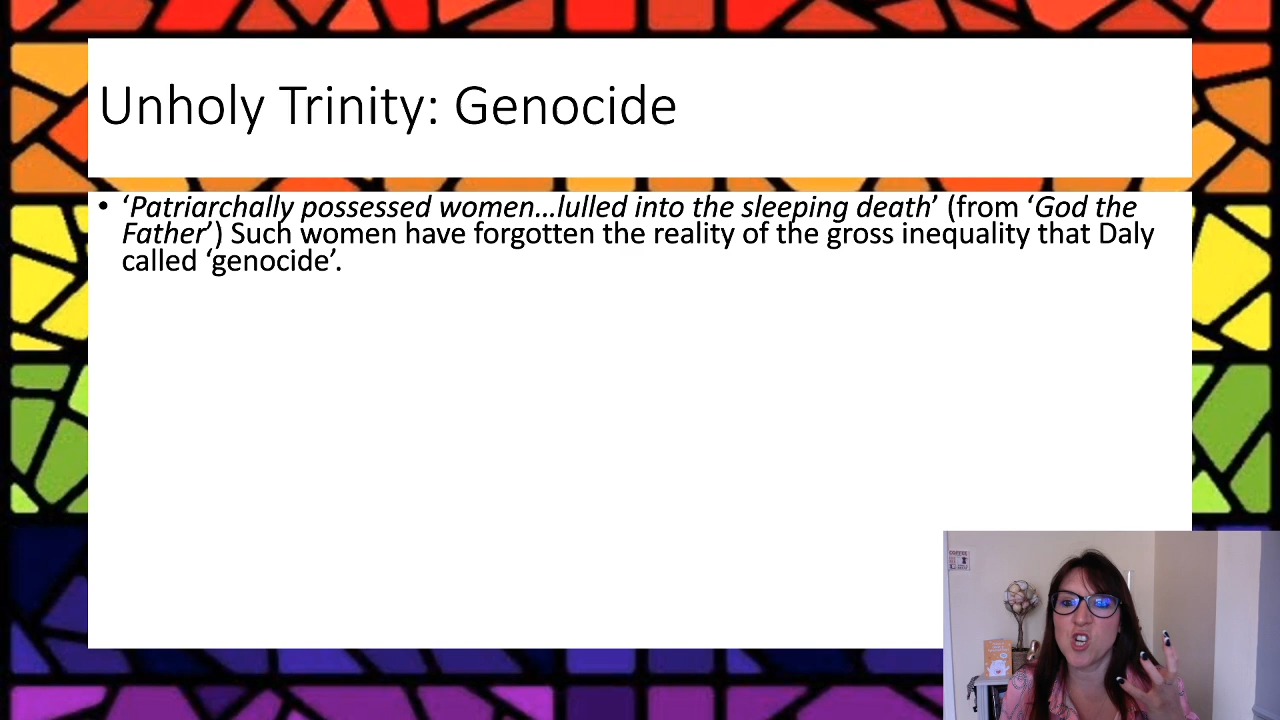 Unholy Trinity: Genocide
• ‘Patriarchally possessed women…lulled into the sleeping death’ (from ‘God the
Father’) Such women have forgotten the reality of the gross inequality that Daly
called ‘genocide’.